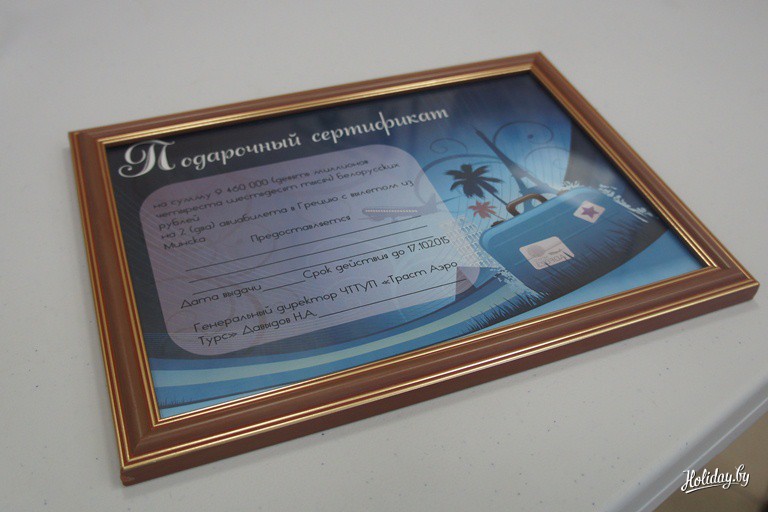 Подарочный сертификат
на сумму 9 460 000 (девять миллионов
четыреста шестьдесят тысяч) белорусских
рублей
на 2 (два) авиабилета в Грецию с вылетом из
Минска Предоставляется
Дата выдачи Срок действия до 17.10.2015
Генеральный директор ЧТТУП «Траст Аэро
Турс» Давыдов Н.А.
Holiday.by